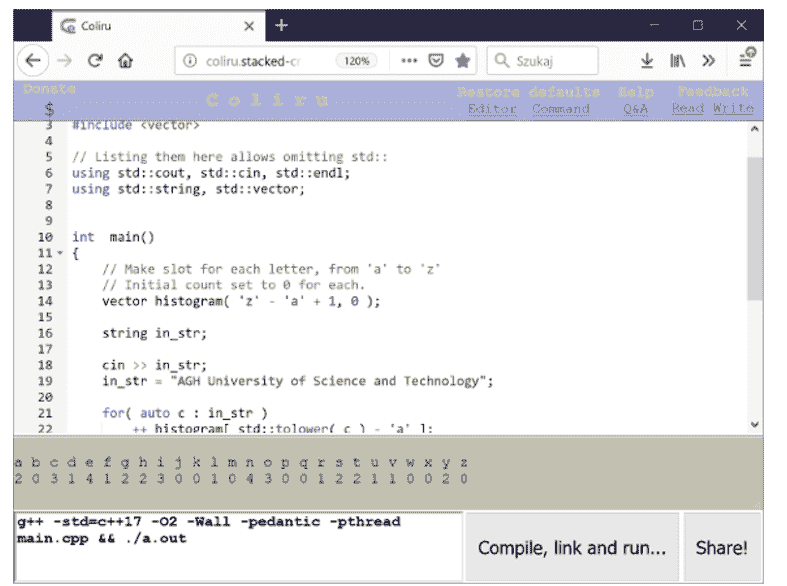 Coliru
coliru.stacked-cr 120% Szukaj
Donate
$ Coliru Restore defaults Help Feedback
Editor Command Q&A Read Write
3 #include <vector>
4
5 // Listing them here allows omitting std::
6 using std::cout, std::cin, std::endl;
7 using std::string, std::vector;
8
9
10 int main()
11 {
12 // Make slot for each letter, from 'a' to 'z'
13 // Initial count set to 0 for each.
14 vector histogram( 'z' - 'a' + 1, 0 );
15
16 string in_str;
17
18 cin >> in_str;
19 in_str = "AGH University of Science and Technology";
20
21 for( auto c : in_str )
22 ++ histogram[ std::tolower( c ) - 'a' ];
a b c d e f g h i j k l m n o p q r s t u v w x y z
2 0 3 1 4 1 2 2 3 0 0 1 0 4 3 0 0 1 2 2 1 1 0 0 2 0
g++ -std=c++17 -O2 -Wall -pedantic -pthread
main.cpp && ./a.out
Compile, link and run... Share!